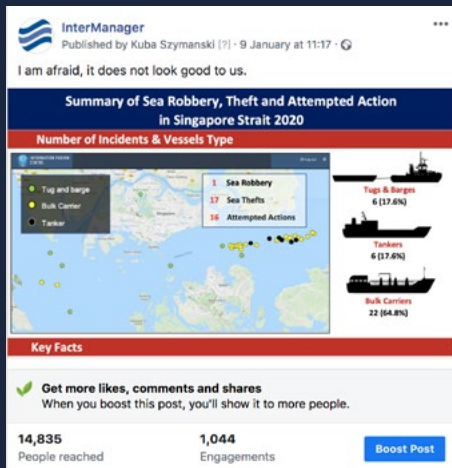 InterManager
Published by Kuba Szymanski [?] · 9 January at 11:17 ·
I am afraid, it does not look good to us.
Summary of Sea Robbery, Theft and Attempted Action
in Singapore Strait 2020
Number of Incidents & Vessels Type
INFORMATION FUSION
CENTRE
Tug and barge
Bulk Carrier
Tanker
1 Sea Robbery
17 Sea Thefts
16 Attempted Actions
Tugs & Barges
6 (17.6%)
Tankers
6 (17.6%)
Bulk Carriers
22 (64.8%)
Singapore
Key Facts
Get more likes, comments and shares
When you boost this post, you'll show it to more people.
14,835
People reached
1,044
Engagements
Boost Post